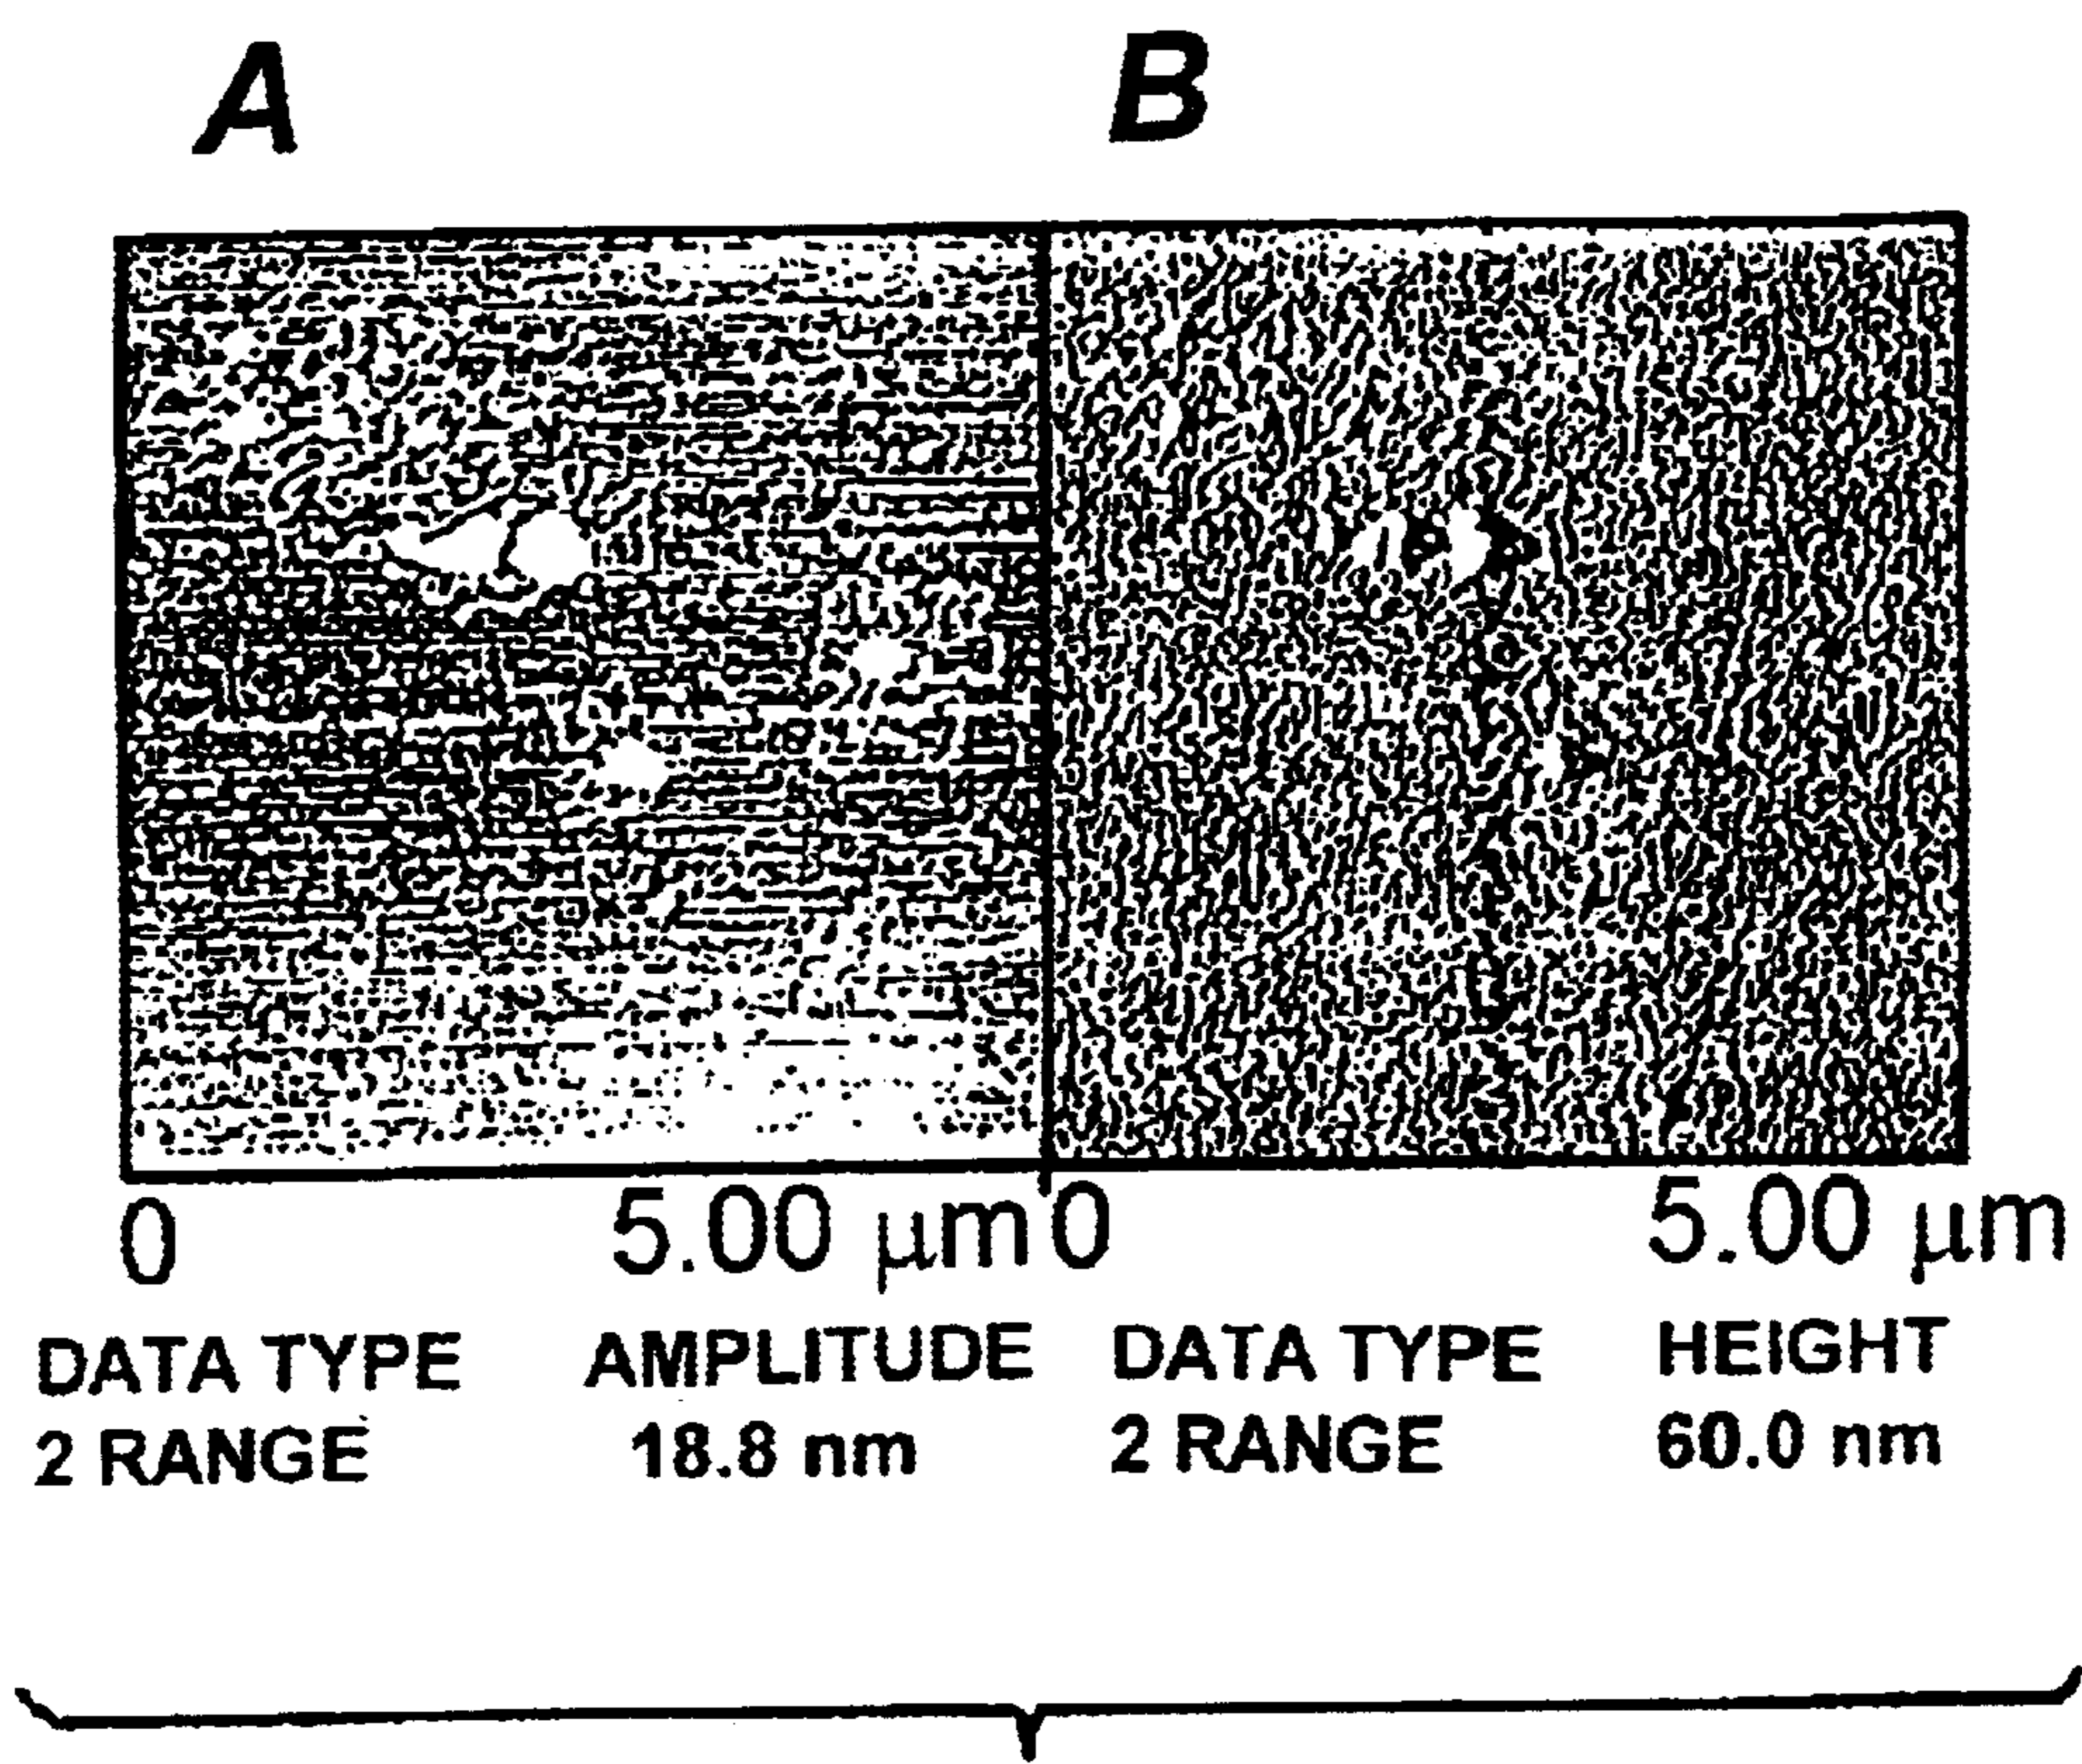 A B
0 5.00 μm 0 5.00 μm
DATA TYPE AMPLITUDE DATA TYPE HEIGHT
2 RANGE 18.8 nm 2 RANGE 60.0 nm